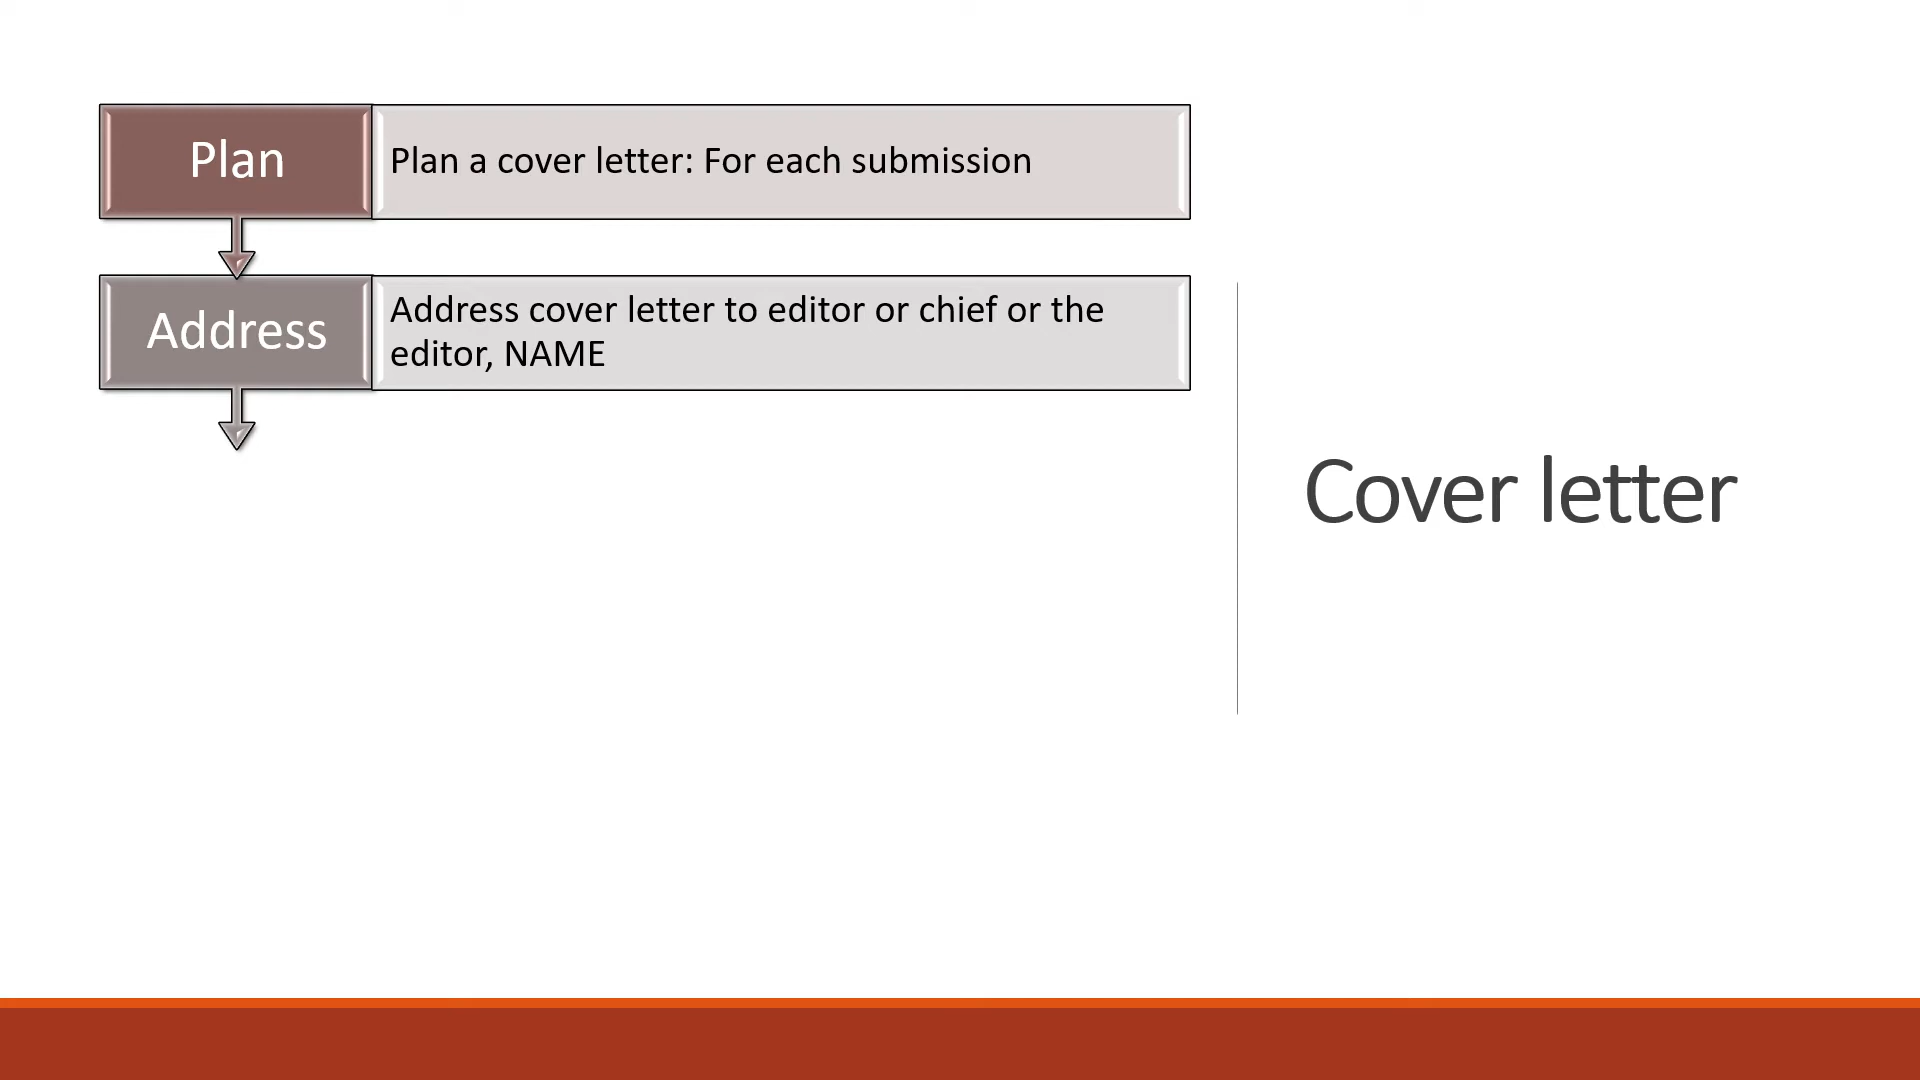 Plan
Plan a cover letter: For each submission
Address
Address cover letter to editor or chief or the
editor, NAME
Cover letter